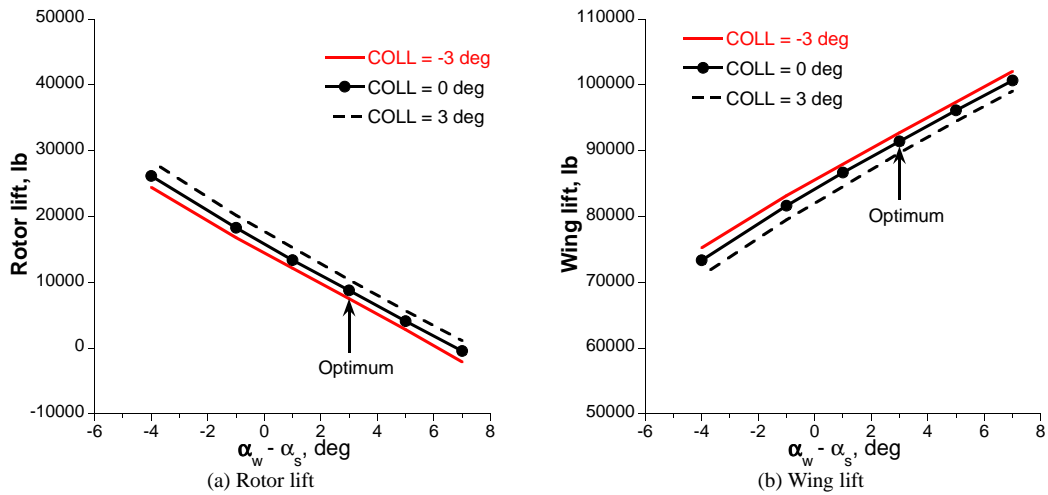 50000
40000
30000
20000
10000
0
-10000
Rotor lift, lb
COLL = -3 deg
COLL = 0 deg
COLL = 3 deg
Optimum
-6 -4 -2 0 2 4 6 8
α_w - α_s, deg
(a) Rotor lift
110000
100000
90000
80000
70000
60000
50000
Wing lift, lb
COLL = -3 deg
COLL = 0 deg
COLL = 3 deg
Optimum
-6 -4 -2 0 2 4 6 8
α_w - α_s, deg
(b) Wing lift